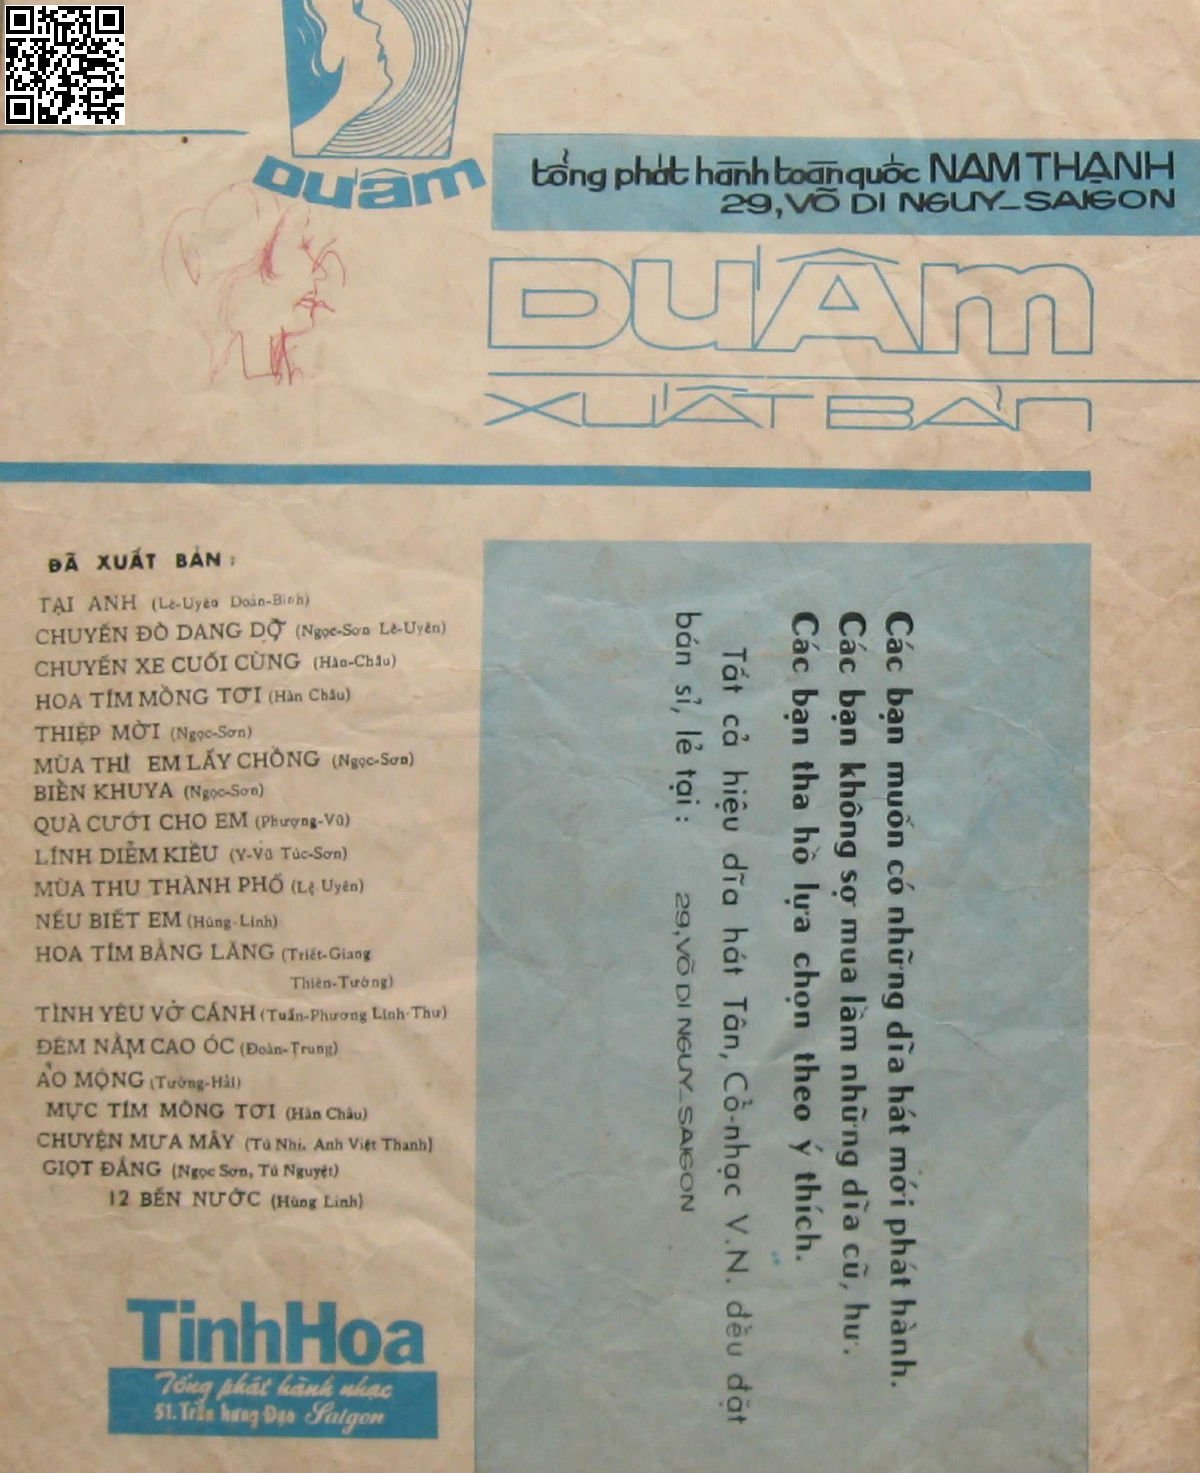 Dư âm
tổng phát hành toàn quốc NAM THẠNH
29, VÕ DI NGUY_SAIGON
DƯ ÂM
XUẤT BẢN
ĐÃ XUẤT BẢN :
TẠI ANH (Lê-Uyên Doản-Bình)
CHUYẾN ĐÒ DANG DỠ (Ngọc-Sơn Lê-Uyên)
CHUYẾN XE CUỐI CÙNG (Hàn-Châu)
HOA TÍM MỒNG TƠI (Hàn Châu)
THIỆP MỜI (Ngọc-Sơn)
MÙA THI EM LẤY CHỒNG (Ngọc-Sơn)
BIỂN KHUYA (Ngọc-Sơn)
QUÀ CƯỚI CHO EM (Phượng-Vũ)
LÍNH DIỄM KIỀU (Y-Vũ Túc-Sơn)
MÙA THU THÀNH PHỐ (Lệ Uyên)
NẾU BIẾT EM (Hùng-Linh)
HOA TÍM BẰNG LĂNG (Triết-Giang
Thiên-Tường)
TÌNH YÊU VỞ CÁNH (Tuấn-Phương Linh-Thư)
ĐÊM NẰM CAO ỐC (Đoàn-Trung)
ẢO MỘNG (Tường-Hải)
MỰC TÍM MỒNG TƠI (Hàn Châu)
CHUYỆN MƯA MÂY (Tú Nhi, Anh Việt Thanh)
GIỌT ĐẮNG (Ngọc Sơn, Tú Nguyệt)
12 BẾN NƯỚC (Hùng Linh)
TinhHoa
Tổng phát hành nhạc
51. Trần hưng Đạo Saigon
Các bạn muốn có những dĩa hát mới phát hành.
Các bạn không sợ mua lầm những dĩa cũ, hư.
Các bạn tha hồ lựa chọn theo ý thích.
Tất cả hiệu dĩa hát Tân, Cổ-nhạc V.N. đều đặt
bán sỉ, lẻ tại : 29, VÕ DI NGUY_SAIGON